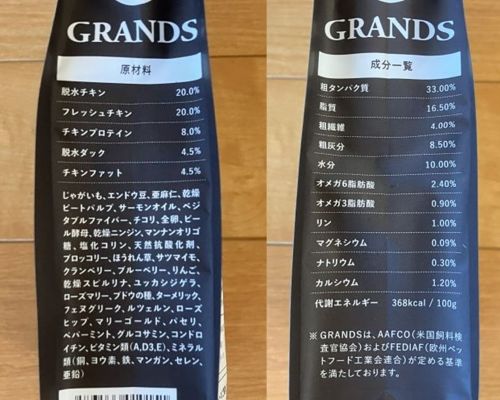 GRANDS
原材料
脱水チキン 20.0%
フレッシュチキン 20.0%
チキンプロテイン 8.0%
脱水ダック 4.5%
チキンファット 4.5%
じゃがいも、エンドウ豆、亜麻仁、乾燥
ビートパルプ、サーモンオイル、ベジ
タブルファイバー、チコリ、全卵、ビー
ル酵母、乾燥ニンジン、マンナンオリゴ
糖、塩化コリン、天然抗酸化剤、
ブロッコリー、ほうれん草、サツマイモ、
クランベリー、ブルーベリー、りんご、
乾燥スピルリナ、ユッカシジゲラ、
ローズマリー、ブドウの種、ターメリック、
フェヌグリーク、ルツェルン、ローズ
ヒップ、マリーゴールド、パセリ、
ペパーミント、グルコサミン、コンドロ
イチン、ビタミン類(A,D3,E)、ミネラル
類(銅、ヨウ素、鉄、マンガン、セレン、
亜鉛)
GRANDS
成分一覧
粗タンパク質 33.00%
脂質 16.50%
粗繊維 4.00%
粗灰分 8.50%
水分 10.00%
オメガ6脂肪酸 2.40%
オメガ3脂肪酸 0.90%
リン 1.00%
マグネシウム 0.09%
ナトリウム 0.30%
カルシウム 1.20%
代謝エネルギー 368kcal / 100g
※GRANDSは、AAFCO(米国飼料検
査官協会)およびFEDIAF(欧州ペッ
トフード工業会連合)が定める基準
を満たしております。